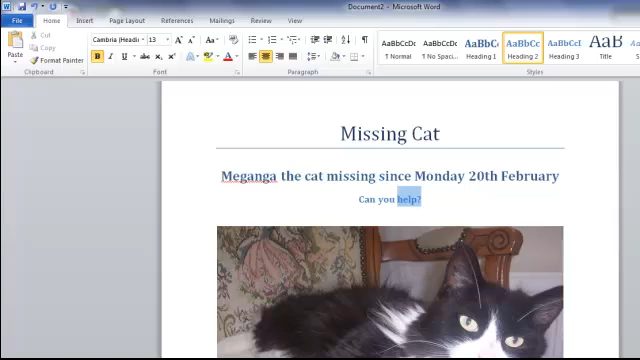 Document2 - Microsoft Word
File Home Insert Page Layout References Mailings Review View
Paste Cut Copy Format Painter Clipboard
Cambria (Headi 13 Font
Paragraph
AaBbCcDc ¶ Normal AaBbCcDc ¶ No Spaci... AaBbCc Heading 1 AaBbCc Heading 2 AaBbCcI Heading 3 AaB Title Styles
Missing Cat
Meganga the cat missing since Monday 20th February
Can you help?